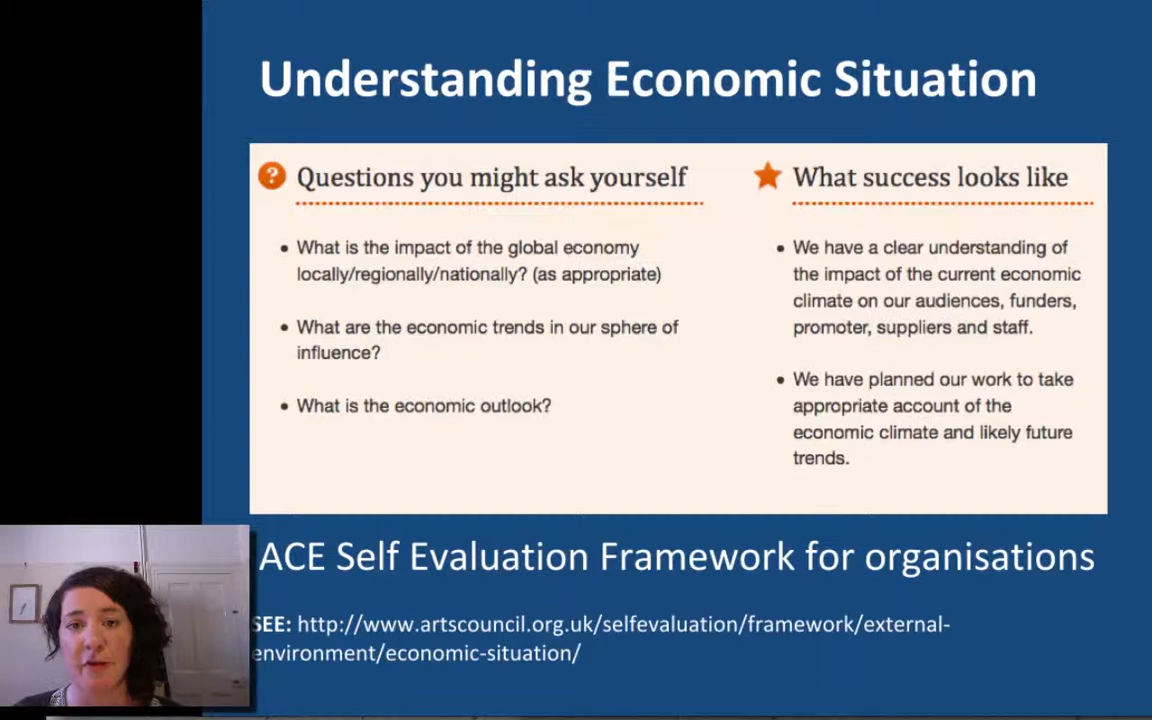 Understanding Economic Situation
? Questions you might ask yourself
• What is the impact of the global economy
locally/regionally/nationally? (as appropriate)
• What are the economic trends in our sphere of
influence?
• What is the economic outlook?
What success looks like
• We have a clear understanding of
the impact of the current economic
climate on our audiences, funders,
promoter, suppliers and staff.
• We have planned our work to take
appropriate account of the
economic climate and likely future
trends.
ACE Self Evaluation Framework for organisations
SEE: http://www.artscouncil.org.uk/selfevaluation/framework/external-
environment/economic-situation/